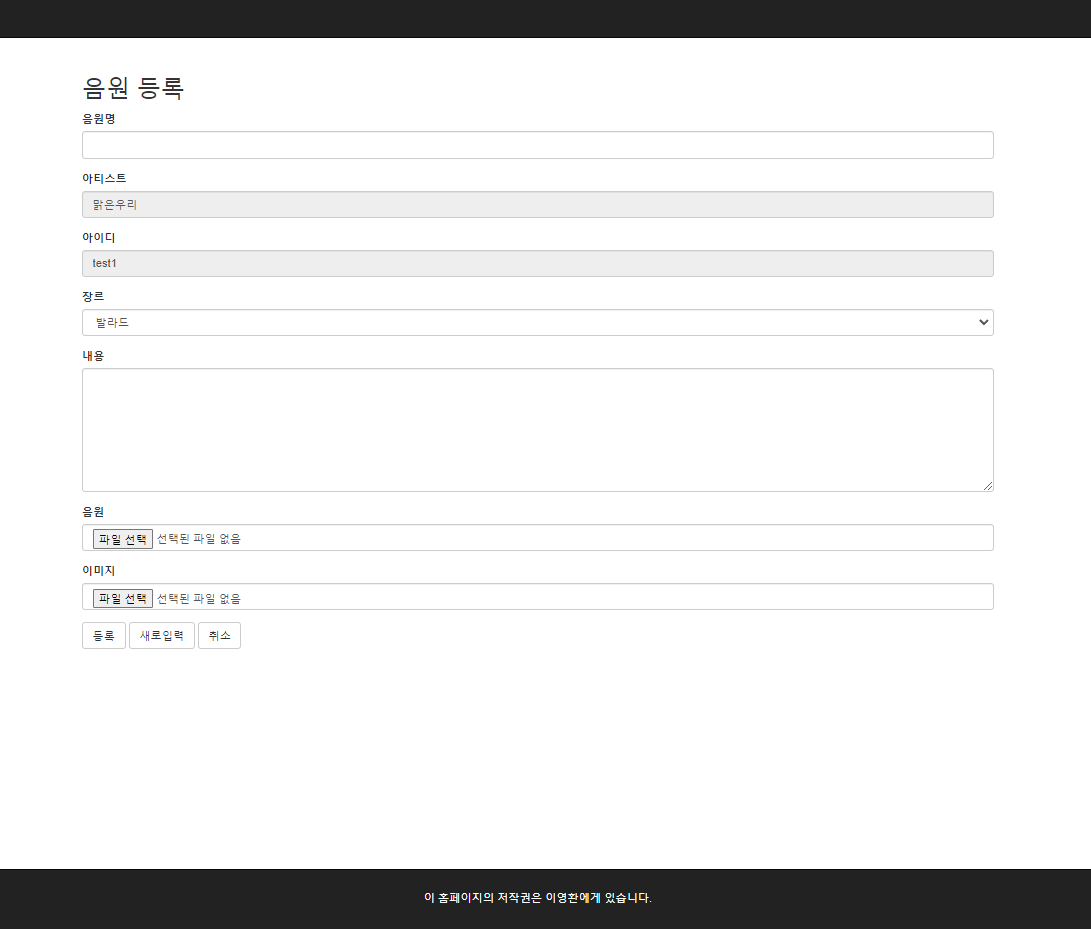 음원 등록
음원명
아티스트
맑은우리
아이디
test1
장르
발라드
내용
음원
파일 선택 선택된 파일 없음
이미지
파일 선택 선택된 파일 없음
등록 새로입력 취소
이 홈페이지의 저작권은 이영환에게 있습니다.